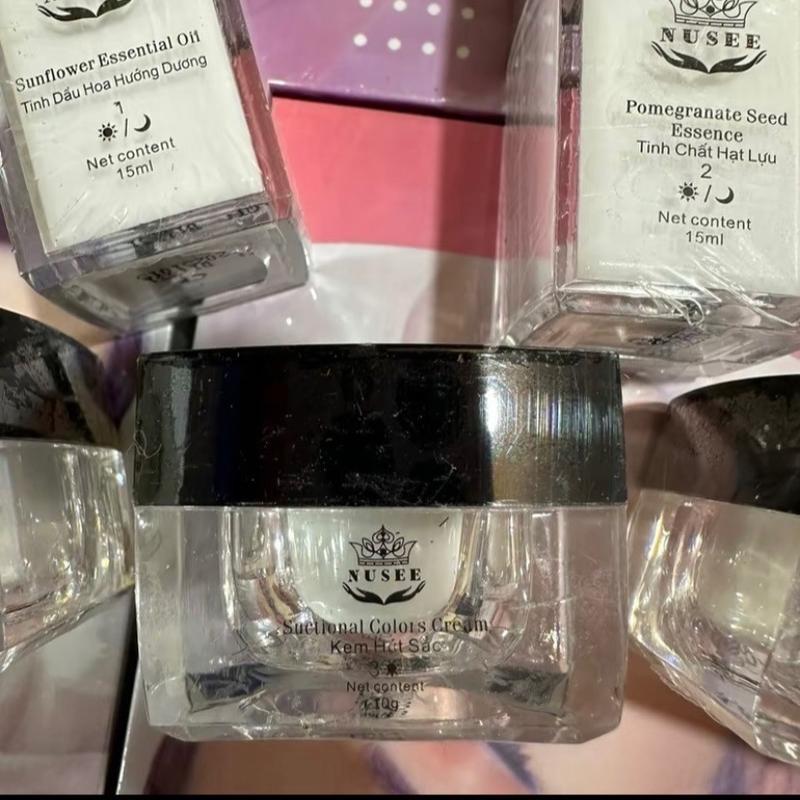 Sunflower Essential Oil
Tinh Dầu Hoa Hướng Dương
1
Net content
15ml
NUSEE
Pomegranate Seed
Essence
Tinh Chất Hạt Lựu
2
Net content
15ml
NUSEE
Suctional Colors Cream
Kem Hút Sắc
3
Net content
10g